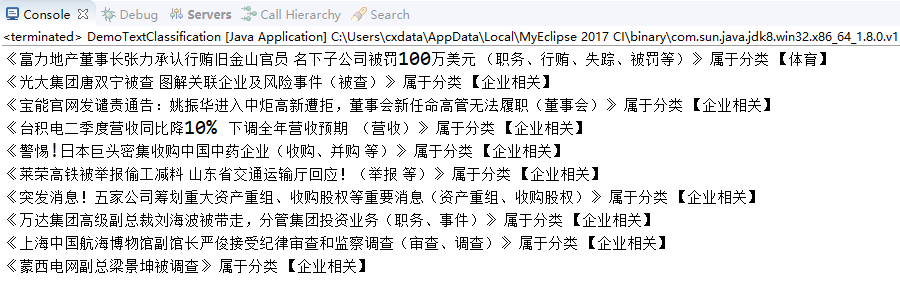 Console Debug Servers Call Hierarchy Search
<terminated> DemoTextClassification [Java Application] C:\Users\cxdata\AppData\Local\MyEclipse 2017 CI\binary\com.sun.java.jdk8.win32.x86_64_1.8.0.v1
《富力地产董事长张力承认行贿旧金山官员 名下子公司被罚100万美元（职务、行贿、失踪、被罚等）》属于分类【体育】
《光大集团唐双宁被查 图解关联企业及风险事件（被查）》属于分类【企业相关】
《宝能官网发谴责通告：姚振华进入中炬高新遭拒，董事会新任命高管无法履职（董事会）》属于分类【企业相关】
《台积电二季度营收同比降10% 下调全年营收预期 （营收）》属于分类【企业相关】
《警惕!日本巨头密集收购中国中药企业（收购、并购 等）》属于分类【企业相关】
《莱荣高铁被举报偷工减料 山东省交通运输厅回应！（举报 等）》属于分类【企业相关】
《突发消息！五家公司筹划重大资产重组、收购股权等重要消息（资产重组、收购股权）》属于分类【企业相关】
《万达集团高级副总裁刘海波被带走，分管集团投资业务（职务、事件）》属于分类【企业相关】
《上海中国航海博物馆副馆长严俊接受纪律审查和监察调查（审查、调查）》属于分类【企业相关】
《蒙西电网副总梁景坤被调查》属于分类【企业相关】